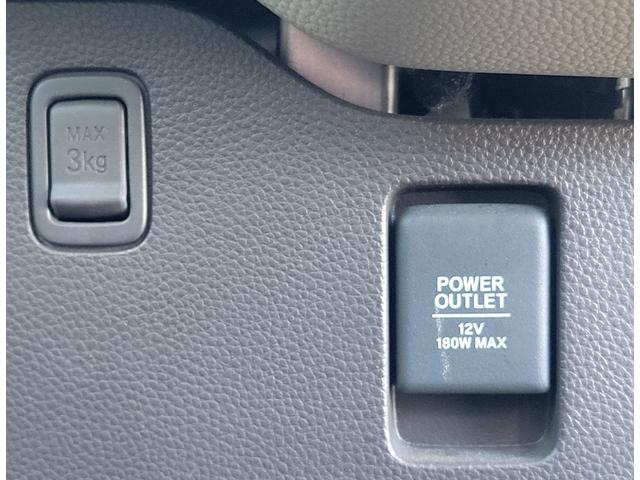 MAX
3kg
POWER
OUTLET
12V
180W MAX